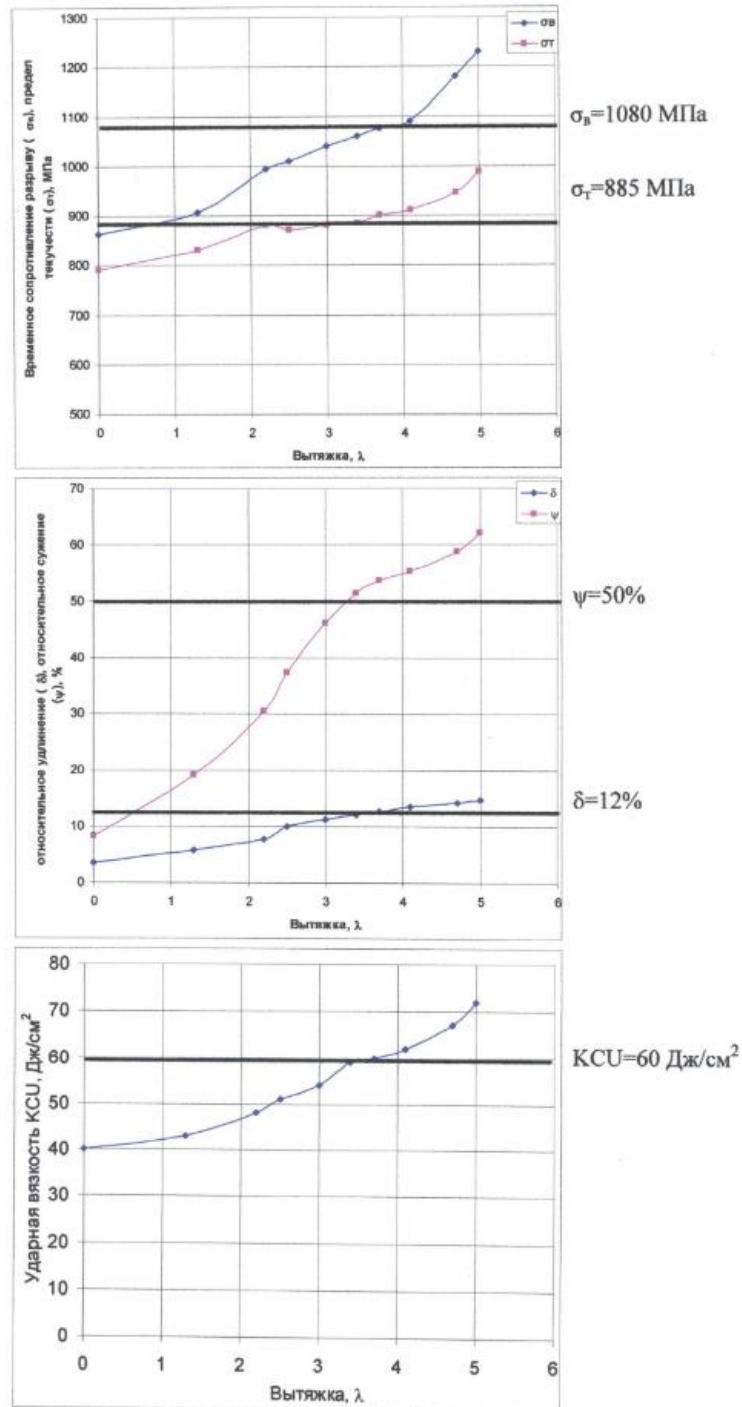 Временное сопротивление разрыву ( σв), предел
текучести ( σт), МПа
1300
1200
1100
1000
900
800
700
600
500
0 1 2 3 4 5 6
Вытяжка, λ
σв
σт
σв=1080 МПа
σт=885 МПа
относительное удлинение ( δ), относительное сужение
(ψ), %
70
60
50
40
30
20
10
0
0 1 2 3 4 5 6
Вытяжка, λ
δ
ψ
ψ=50%
δ=12%
Ударная вязкость KCU, Дж/см²
80
70
60
50
40
30
20
10
0
0 1 2 3 4 5 6
Вытяжка, λ
KCU=60 Дж/см²